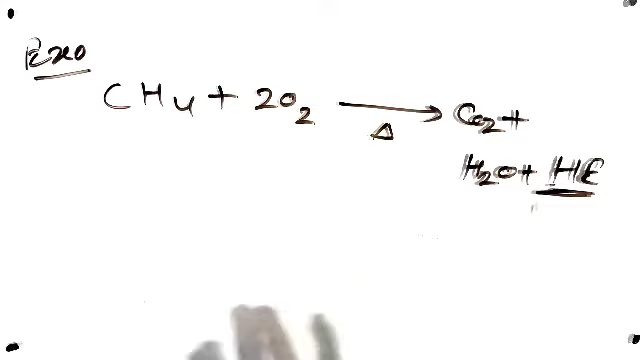 Exo
CH4 + 2O2 → CO2 +
Δ
H2O + HE